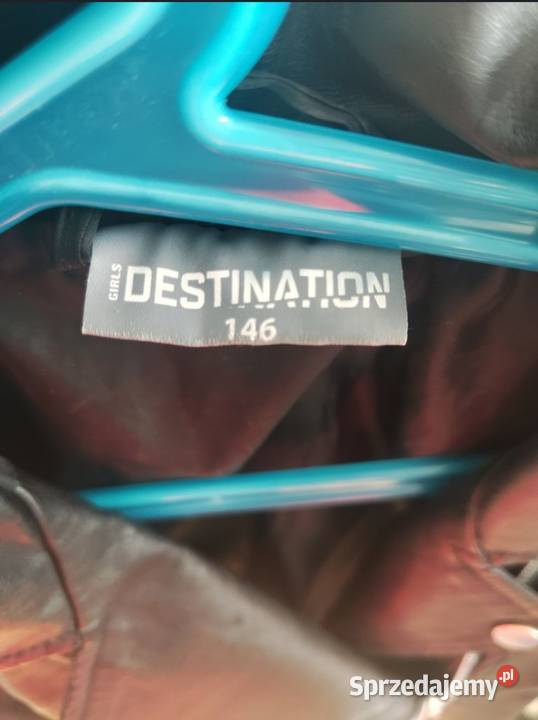 GIRLS
DESTINATION
146
Sprzedajemy.pl